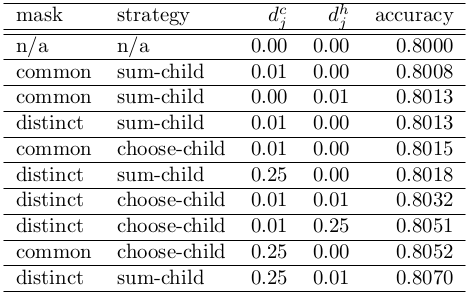 mask strategy d_j^c d_j^h accuracy
n/a n/a 0.00 0.00 0.8000
common sum-child 0.01 0.00 0.8008
common sum-child 0.00 0.01 0.8013
distinct sum-child 0.01 0.00 0.8013
common choose-child 0.01 0.00 0.8015
distinct sum-child 0.25 0.00 0.8018
distinct choose-child 0.01 0.01 0.8032
distinct choose-child 0.01 0.25 0.8051
common choose-child 0.25 0.00 0.8052
distinct sum-child 0.25 0.01 0.8070